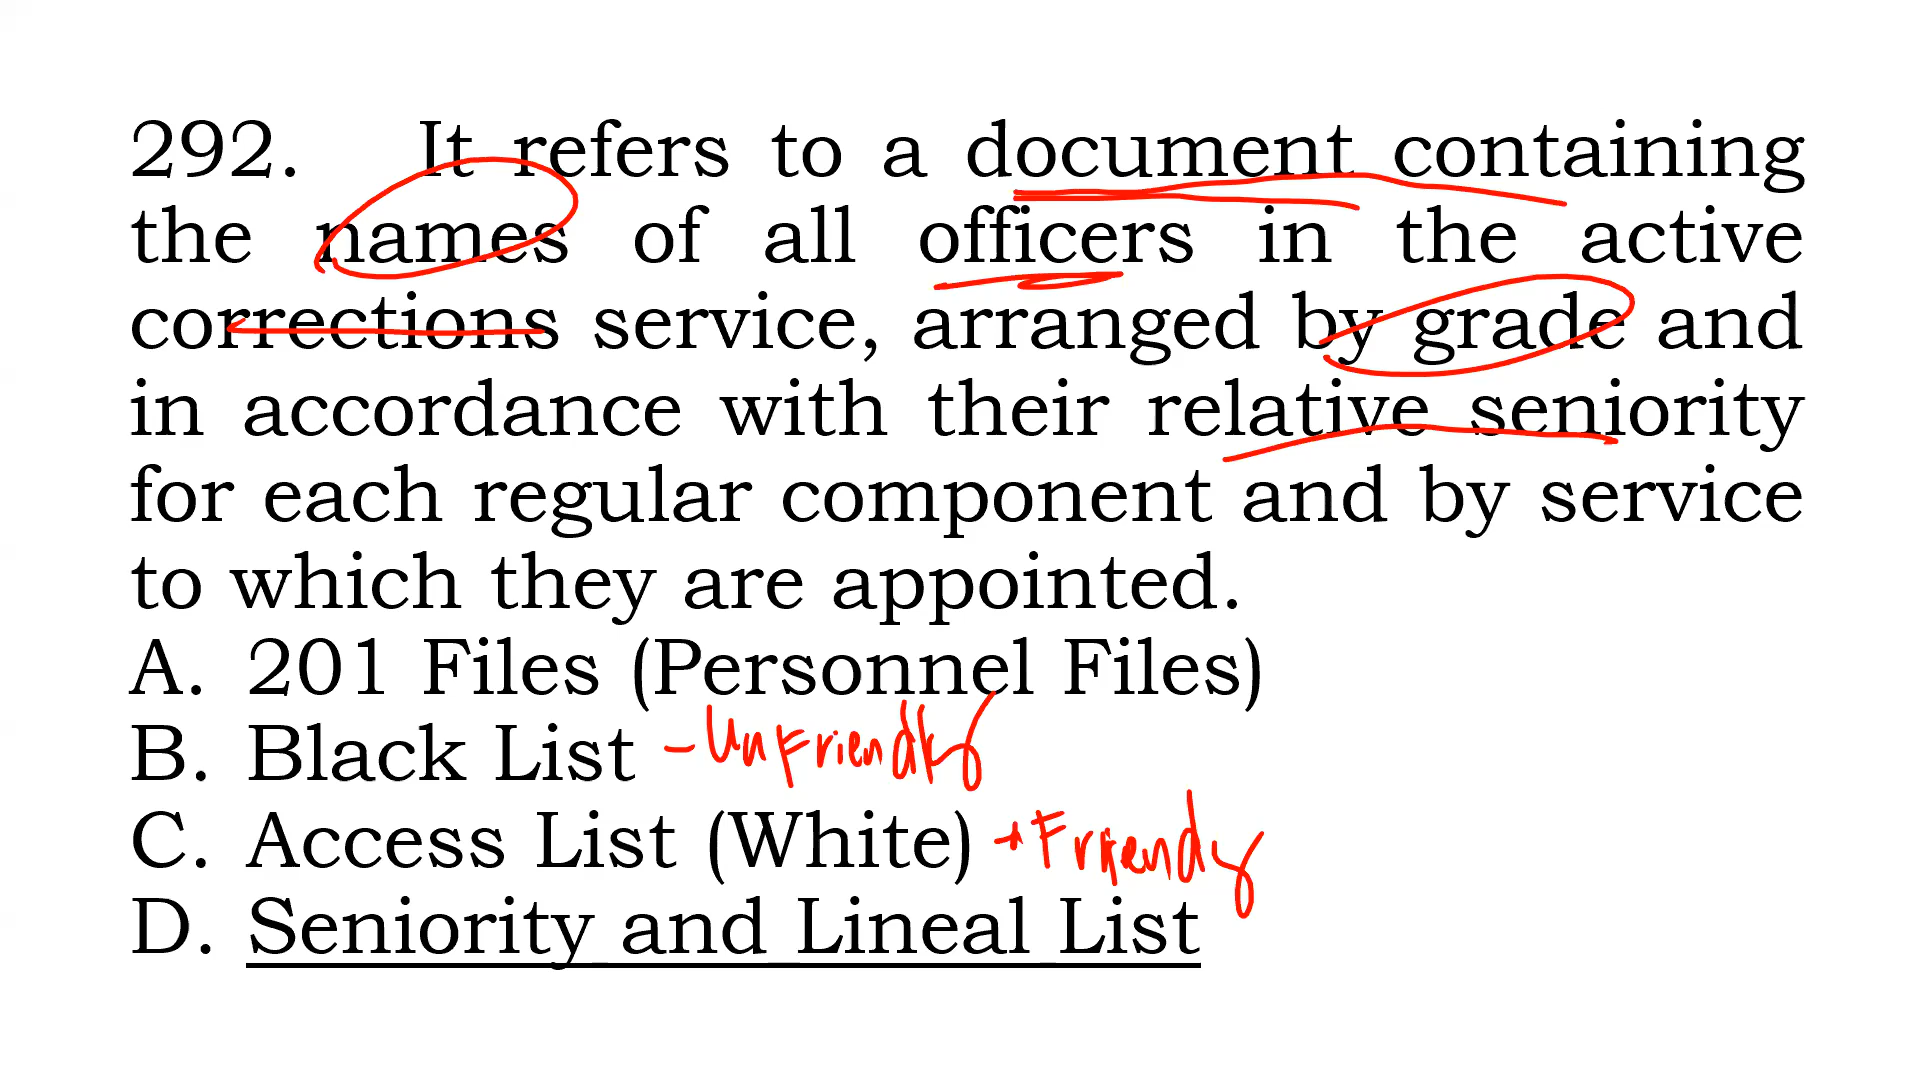 292. It refers to a document containing
the names of all officers in the active
corrections service, arranged by grade and
in accordance with their relative seniority
for each regular component and by service
to which they are appointed.
A. 201 Files (Personnel Files)
B. Black List - Unfriendly
C. Access List (White) + Friendly
D. Seniority and Lineal List